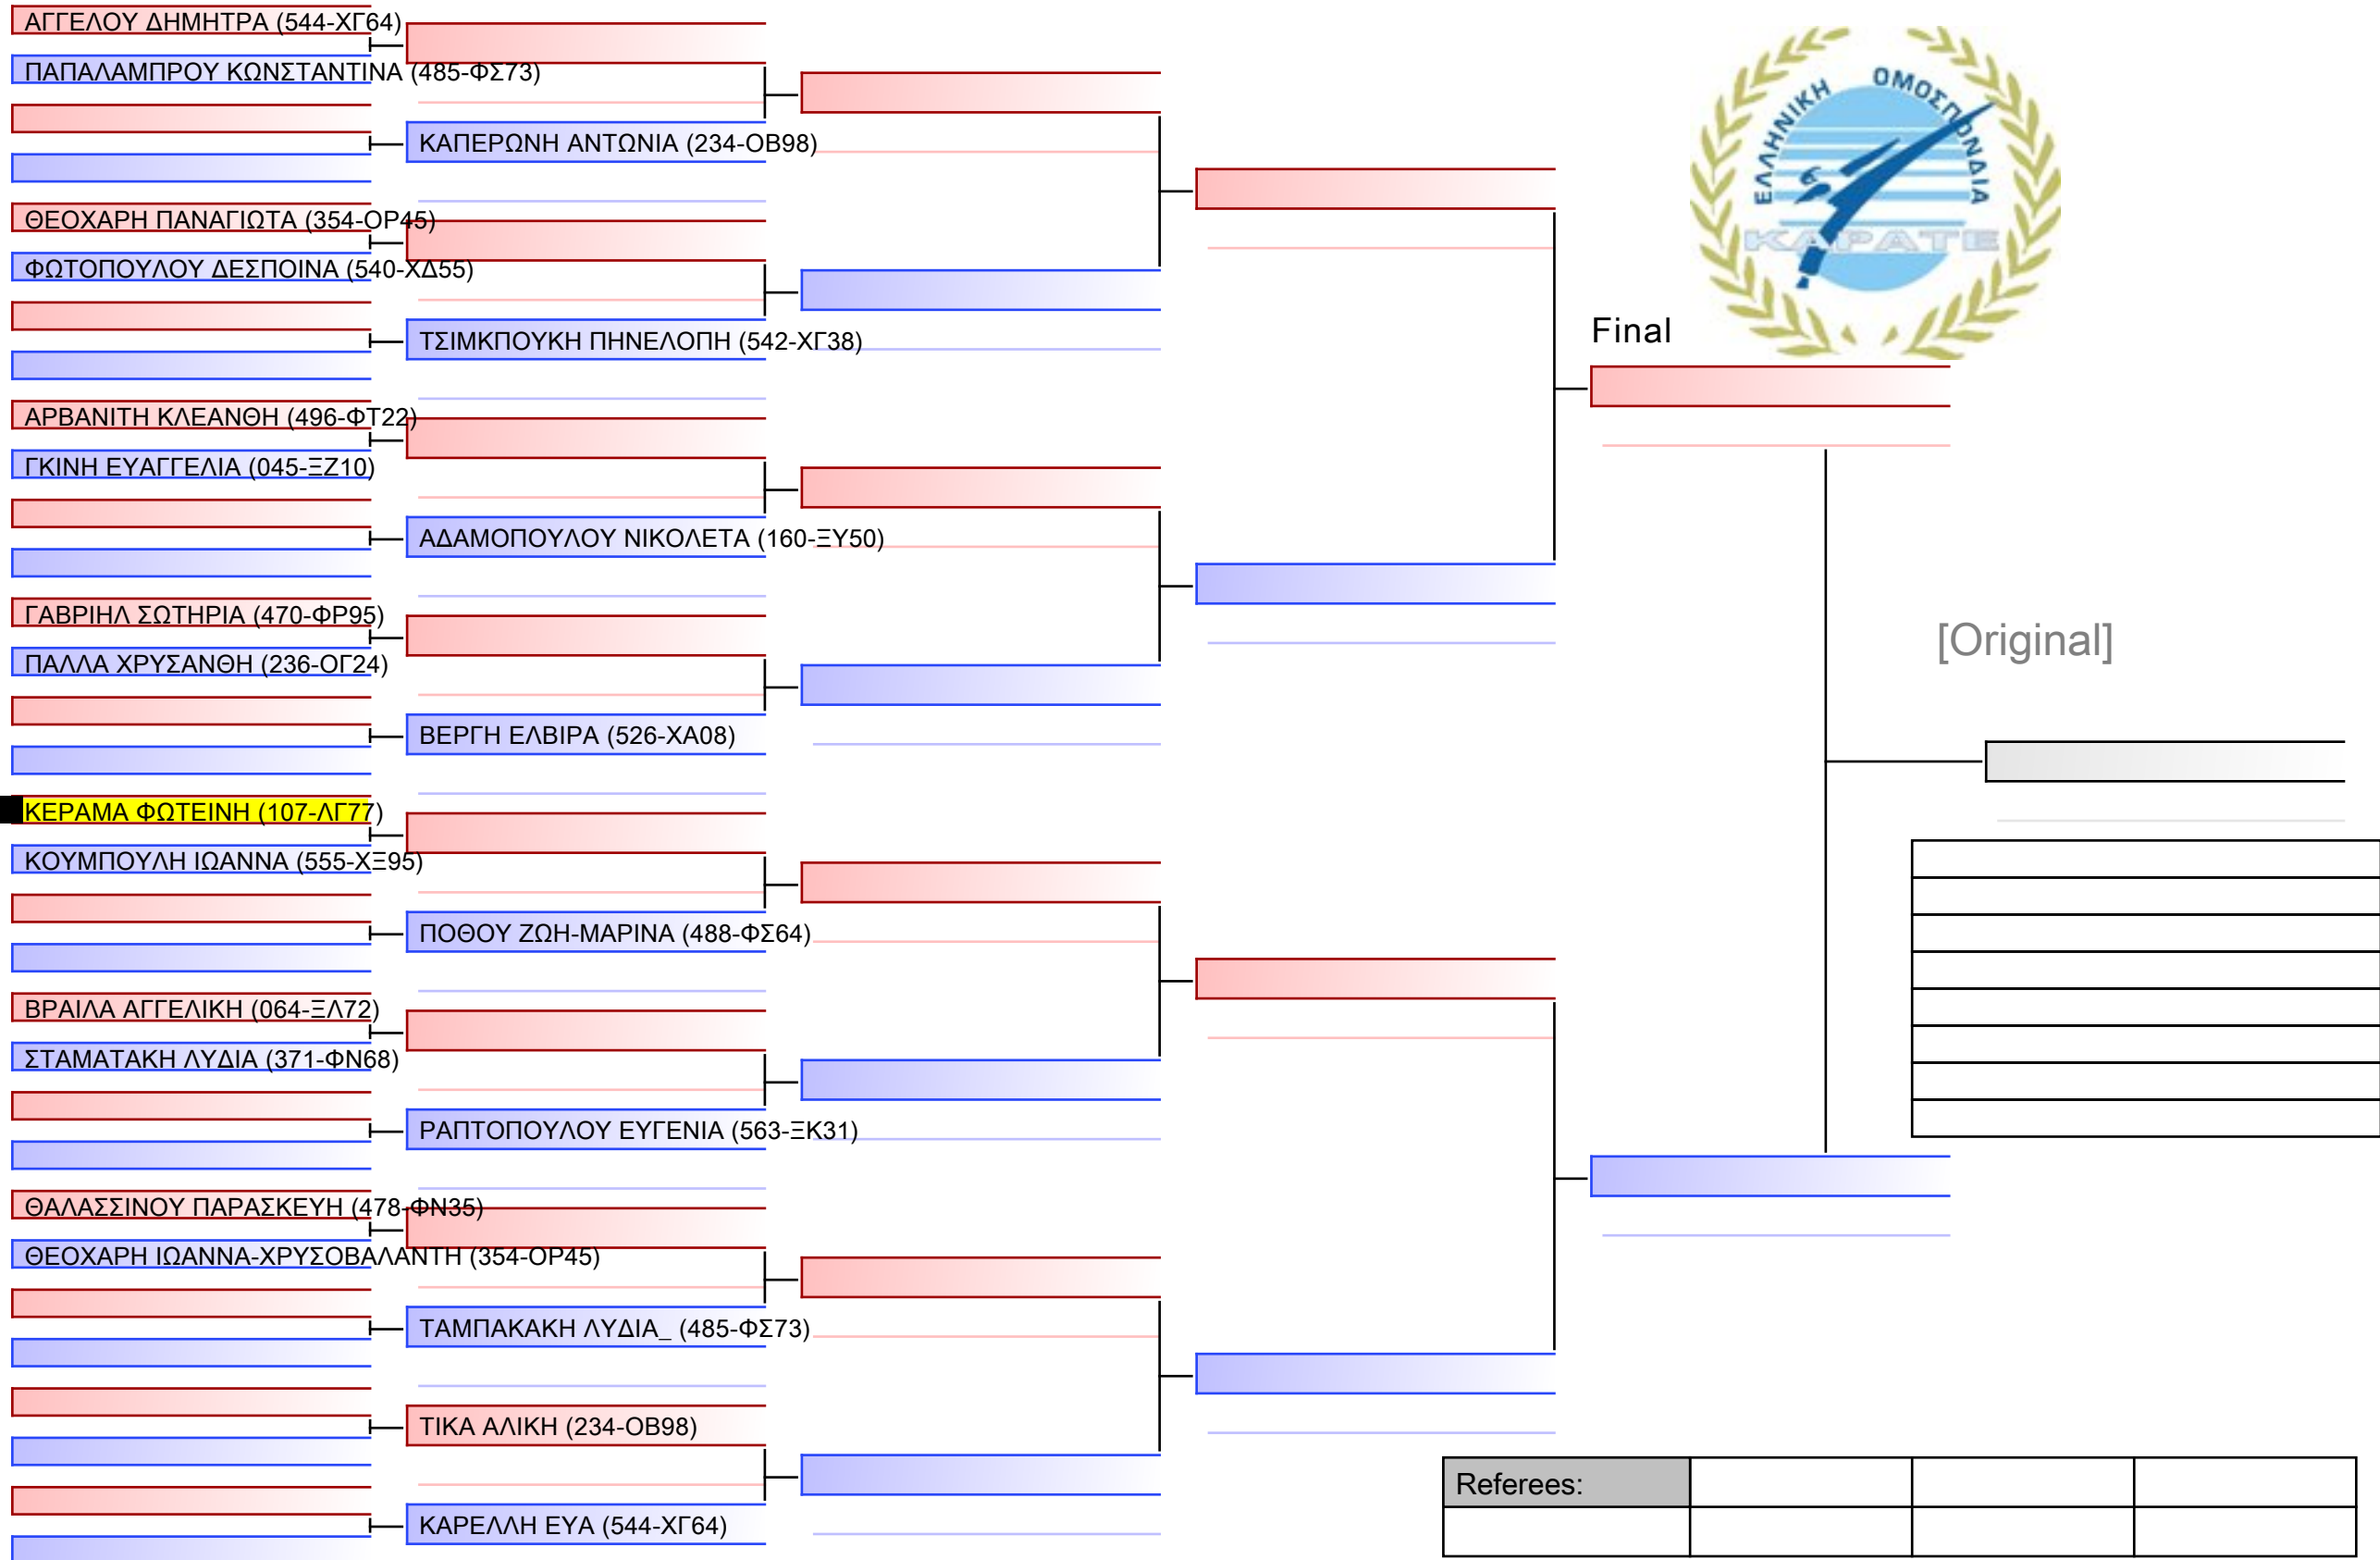 ΑΓΓΕΛΟΥ ΔΗΜΗΤΡΑ (544-ΧΓ64)
ΠΑΠΑΛΑΜΠΡΟΥ ΚΩΝΣΤΑΝΤΙΝΑ (485-ΦΣ73)
ΚΑΠΕΡΩΝΗ ΑΝΤΩΝΙΑ (234-ΟΒ98)
ΘΕΟΧΑΡΗ ΠΑΝΑΓΙΩΤΑ (354-ΟΡ45)
ΦΩΤΟΠΟΥΛΟΥ ΔΕΣΠΟΙΝΑ (540-ΧΔ55)
ΤΣΙΜΚΠΟΥΚΗ ΠΗΝΕΛΟΠΗ (542-ΧΓ38)
ΑΡΒΑΝΙΤΗ ΚΛΕΑΝΘΗ (496-ΦΤ22)
ΓΚΙΝΗ ΕΥΑΓΓΕΛΙΑ (045-ΞΖ10)
ΑΔΑΜΟΠΟΥΛΟΥ ΝΙΚΟΛΕΤΑ (160-ΞΥ50)
ΓΑΒΡΙΗΛ ΣΩΤΗΡΙΑ (470-ΦΡ95)
ΠΑΛΛΑ ΧΡΥΣΑΝΘΗ (236-ΟΓ24)
ΒΕΡΓΗ ΕΛΒΙΡΑ (526-ΧΑ08)
ΚΕΡΑΜΑ ΦΩΤΕΙΝΗ (107-ΛΓ77)
ΚΟΥΜΠΟΥΛΗ ΙΩΑΝΝΑ (555-ΧΞ95)
ΠΟΘΟΥ ΖΩΗ-ΜΑΡΙΝΑ (488-ΦΣ64)
ΒΡΑΙΛΑ ΑΓΓΕΛΙΚΗ (064-ΞΛ72)
ΣΤΑΜΑΤΑΚΗ ΛΥΔΙΑ (371-ΦΝ68)
ΡΑΠΤΟΠΟΥΛΟΥ ΕΥΓΕΝΙΑ (563-ΞΚ31)
ΘΑΛΑΣΣΙΝΟΥ ΠΑΡΑΣΚΕΥΗ (478-ΦΝ35)
ΘΕΟΧΑΡΗ ΙΩΑΝΝΑ-ΧΡΥΣΟΒΑΛΑΝΤΗ (354-ΟΡ45)
ΤΑΜΠΑΚΑΚΗ ΛΥΔΙΑ_ (485-ΦΣ73)
ΤΙΚΑ ΑΛΙΚΗ (234-ΟΒ98)
ΚΑΡΕΛΛΗ ΕΥΑ (544-ΧΓ64)
ΕΛΛΗΝΙΚΗ ΟΜΟΣΠΟΝΔΙΑ
ΚΑΡΑΤΕ
Final
[Original]
Referees: